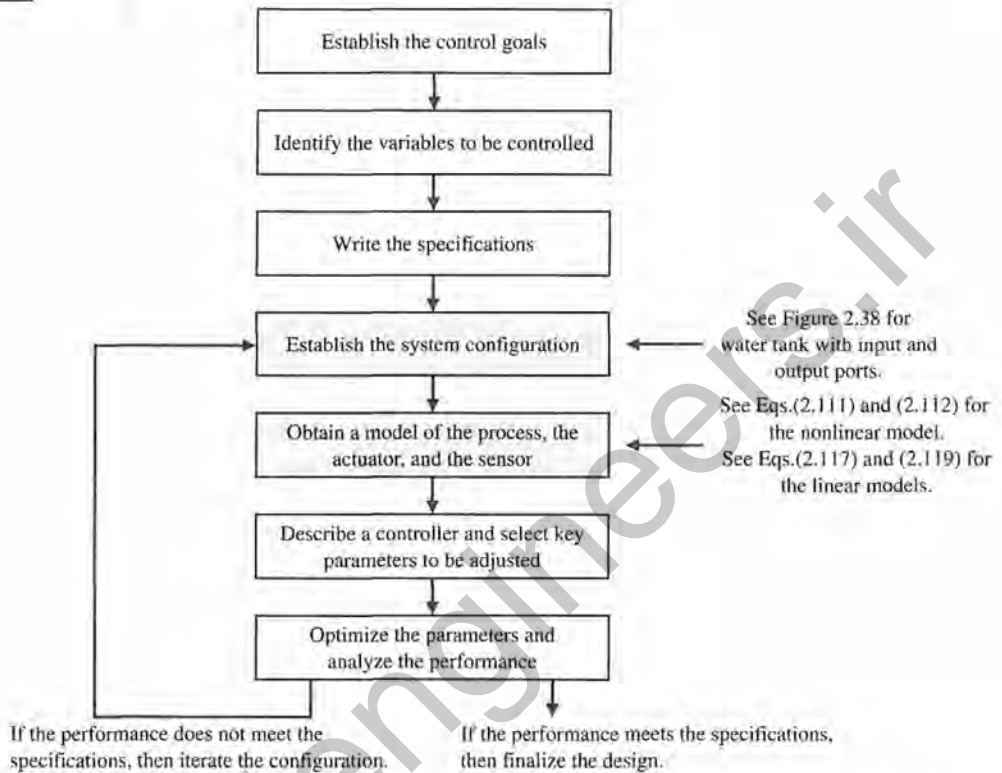 Establish the control goals
Identify the variables to be controlled
Write the specifications
Establish the system configuration
See Figure 2.38 for
water tank with input and
output ports.
Obtain a model of the process, the
actuator, and the sensor
See Eqs.(2.111) and (2.112) for
the nonlinear model.
See Eqs.(2.117) and (2.119) for
the linear models.
Describe a controller and select key
parameters to be adjusted
Optimize the parameters and
analyze the performance
If the performance does not meet the
specifications, then iterate the configuration.
If the performance meets the specifications,
then finalize the design.
engineers.ir